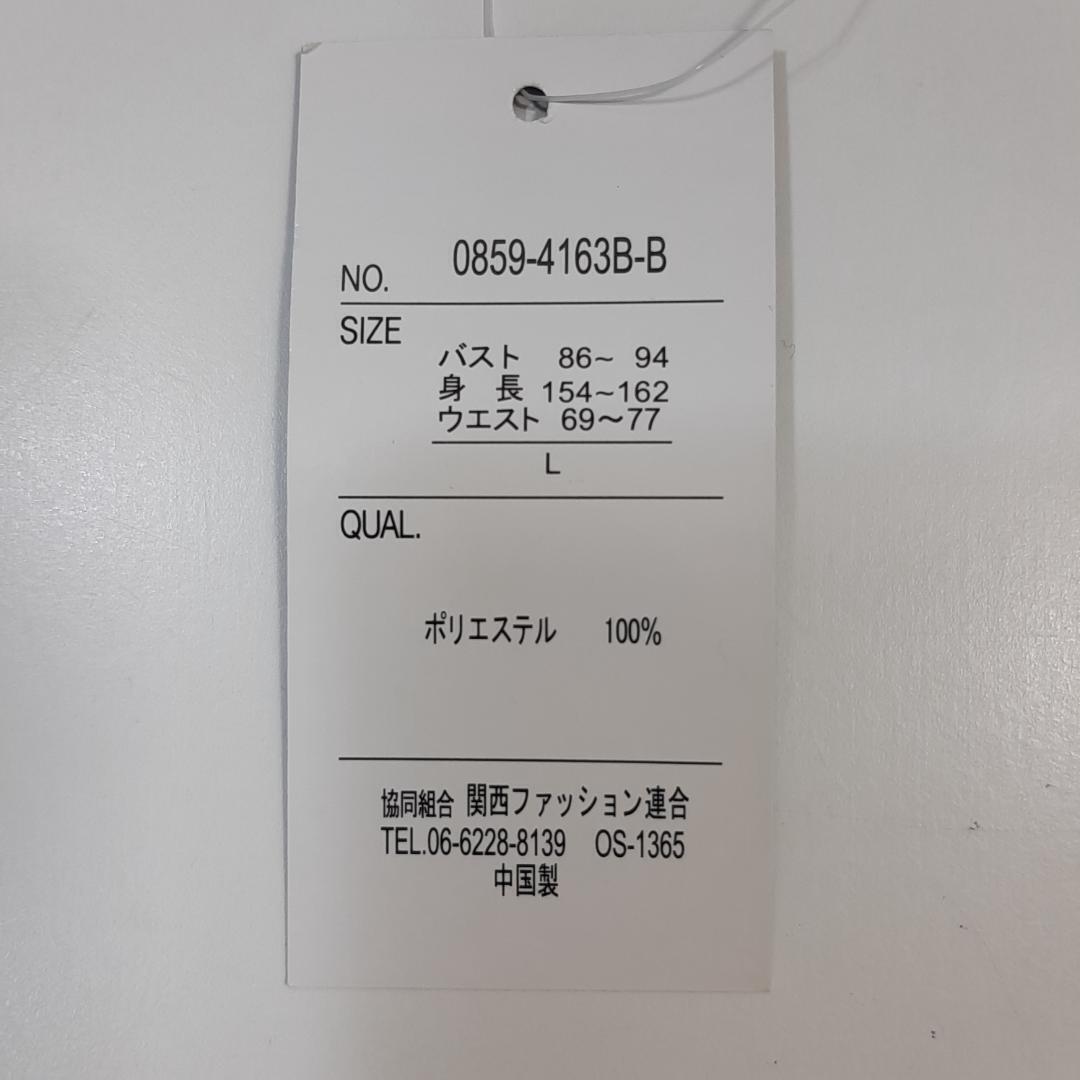 NO. 0859-4163B-B
SIZE
バスト 86~ 94
身 長 154~162
ウエスト 69〜77
L
QUAL.
ポリエステル 100%
協同組合 関西ファッション連合
TEL.06-6228-8139 OS-1365
中国製